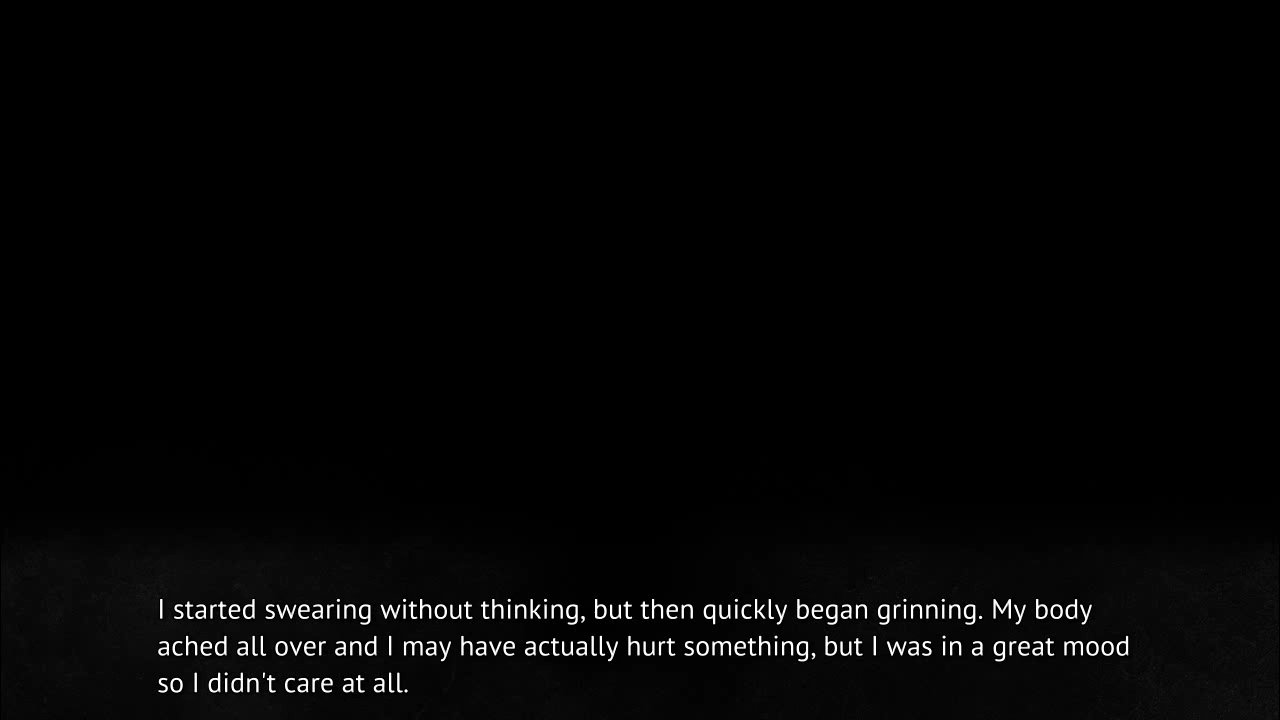 I started swearing without thinking, but then quickly began grinning. My body
ached all over and I may have actually hurt something, but I was in a great mood
so I didn't care at all.